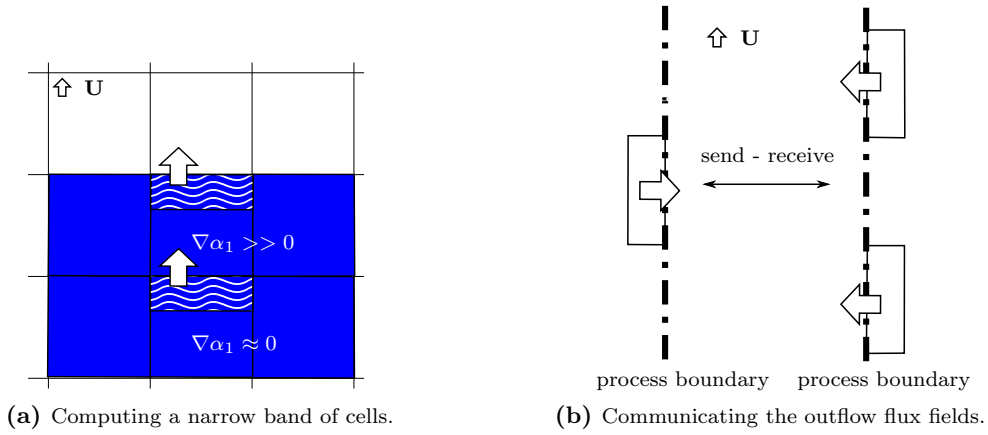 U
∇α₁ >> 0
∇α₁ ≈ 0
(a) Computing a narrow band of cells.
U
send - receive
process boundary
process boundary
(b) Communicating the outflow flux fields.